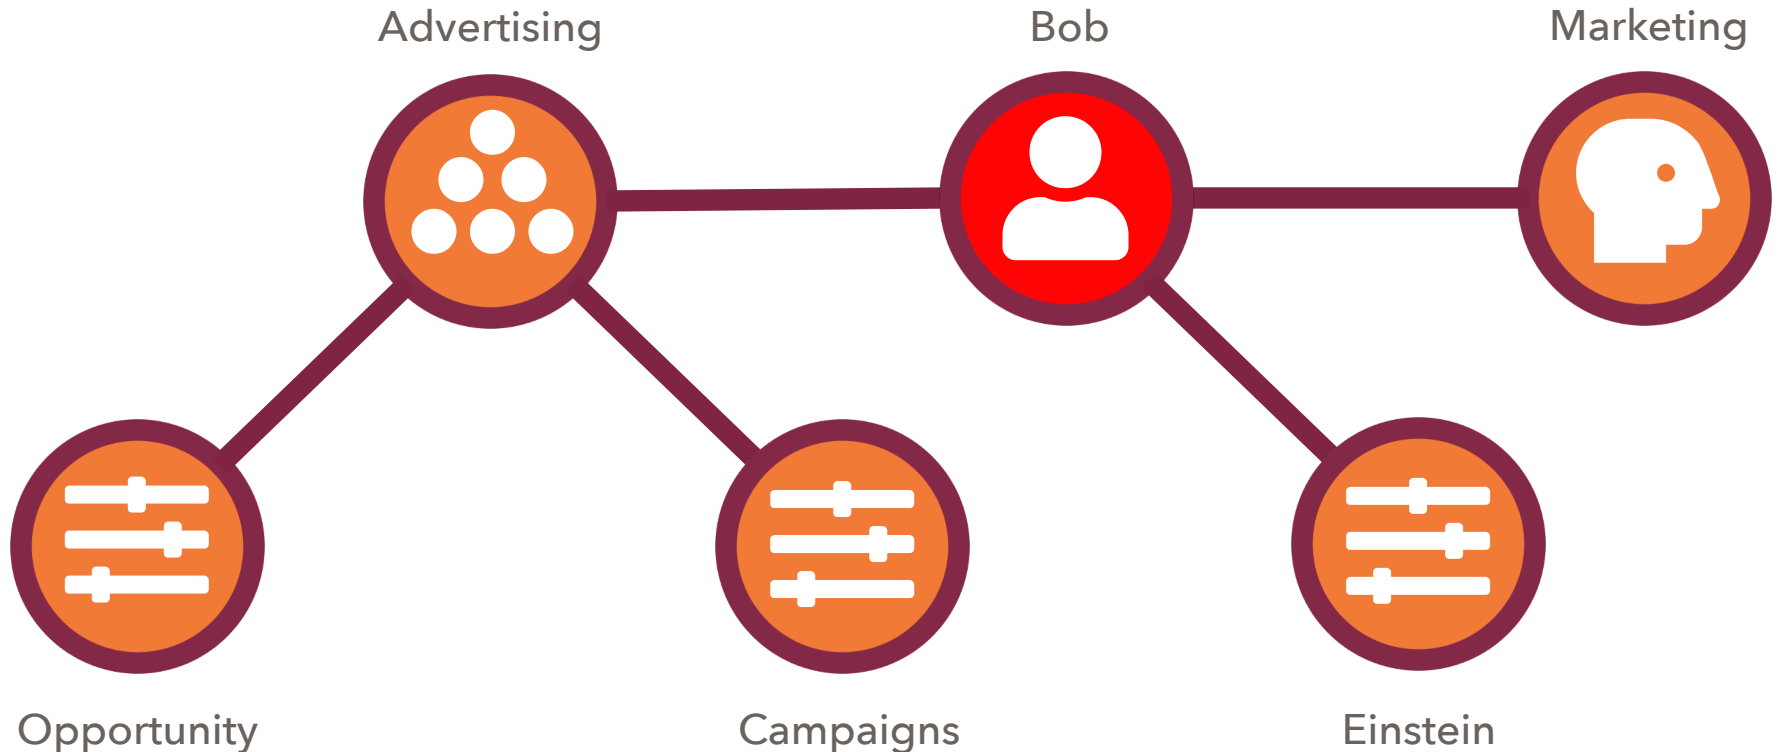 Advertising
Bob
Marketing
Opportunity
Campaigns
Einstein